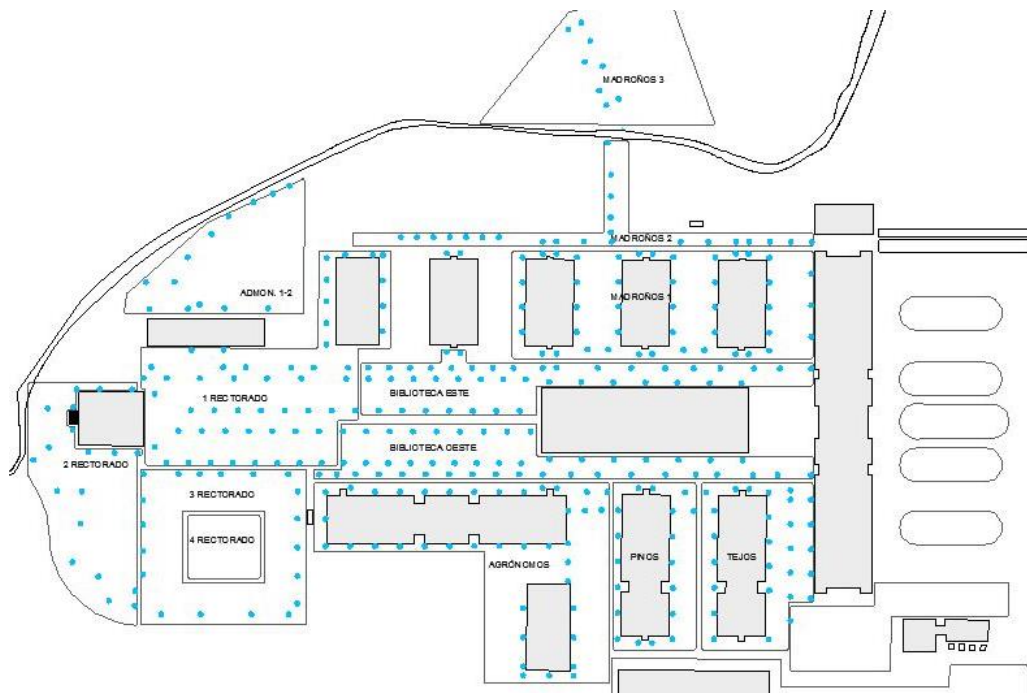 MADROÑOS 3
MADROÑOS 2
ADMON. 1-2
MADROÑOS 1
1 RECTORADO
BIBLIOTECA ESTE
BIBLIOTECA OESTE
2 RECTORADO
3 RECTORADO
4 RECTORADO
AGRÓNOMOS
PINOS
TEJOS